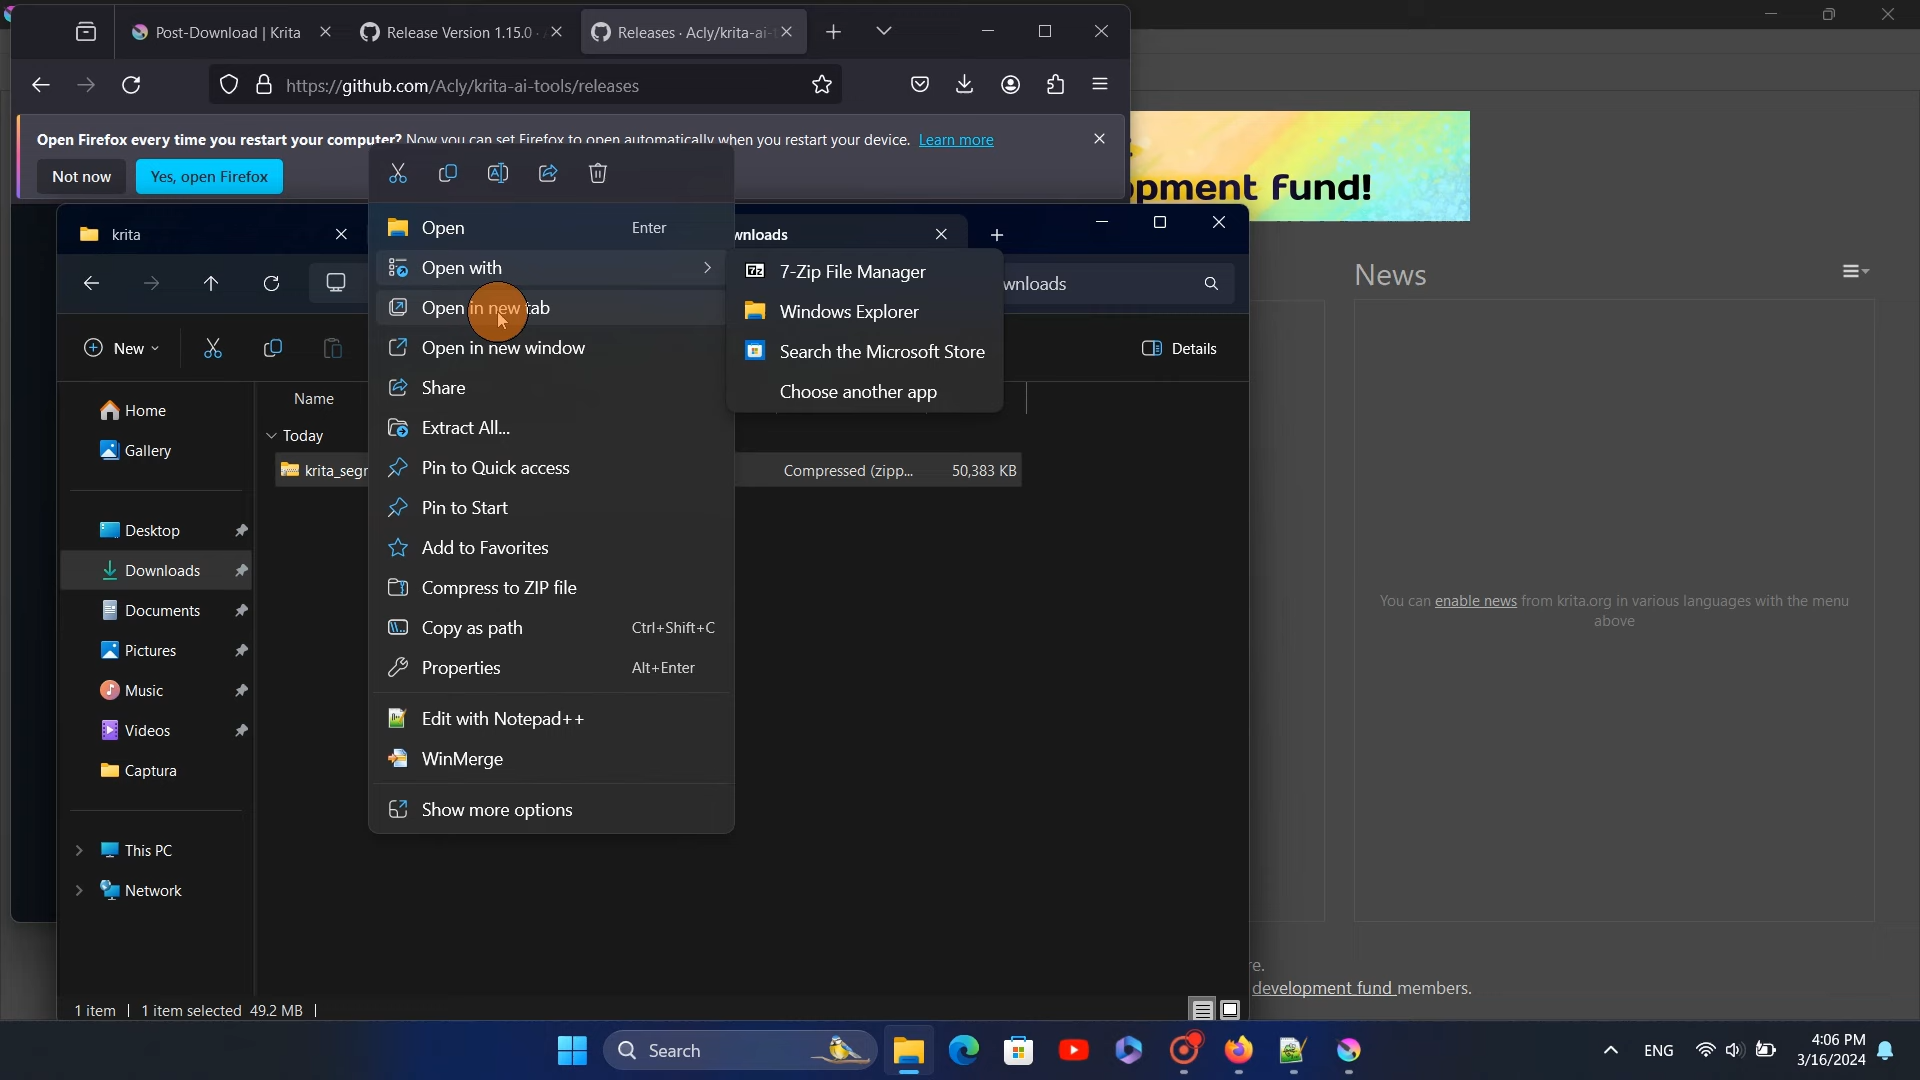 Post-Download | Krita
Release Version 1.15.0 ·
Releases · Acly/krita-ai-
https://github.com/Acly/krita-ai-tools/releases
Open Firefox every time you restart your computer? Now you can set Firefox to open automatically when you restart your device. Learn more
Not now
Yes, open Firefox
opment Fund!
krita
wnloads
Open
Enter
Open with
Open in new tab
Open in new window
Share
Extract All...
Pin to Quick access
Pin to Start
Add to Favorites
Compress to ZIP file
Copy as path
Ctrl+Shift+C
Properties
Alt+Enter
Edit with Notepad++
WinMerge
Show more options
7z
7-Zip File Manager
Windows Explorer
Search the Microsoft Store
Choose another app
wnloads
New
Details
Name
Today
krita_segr
Compressed (zipp...
50,383 KB
Home
Gallery
Desktop
Downloads
Documents
Pictures
Music
Videos
Captura
This PC
Network
1 item
1 item selected 49.2 MB
News
You can enable news from krita.org in various languages with the menu
above
re.
development fund members.
Search
ENG
4:06 PM
3/16/2024